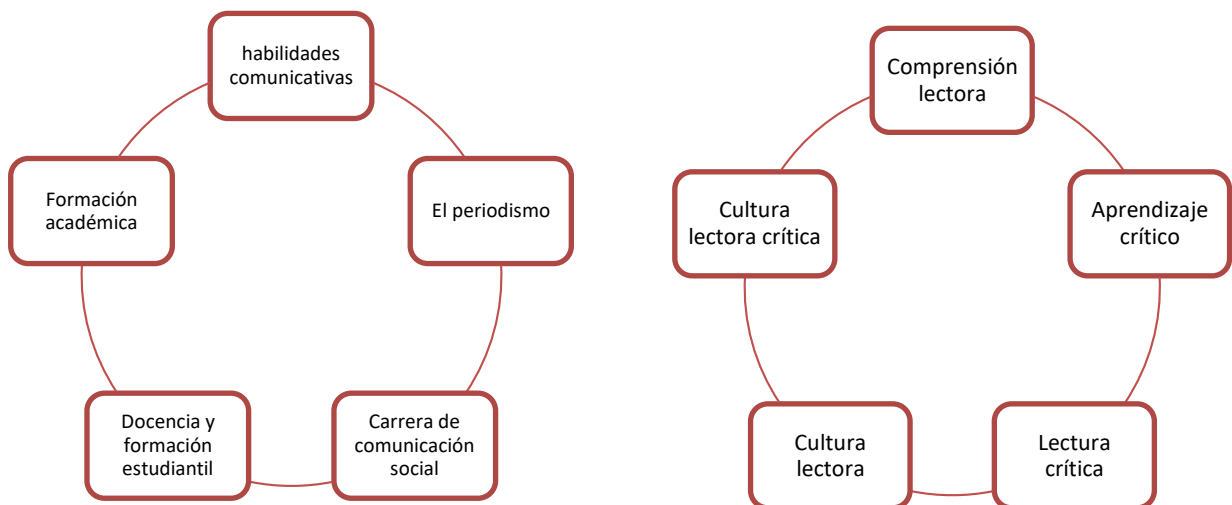 habilidades
comunicativas
El periodismo
Carrera de
comunicación
social
Docencia y
formación
estudiantil
Formación
académica
Comprensión
lectora
Aprendizaje
crítico
Lectura
crítica
Cultura
lectora
Cultura
lectora crítica